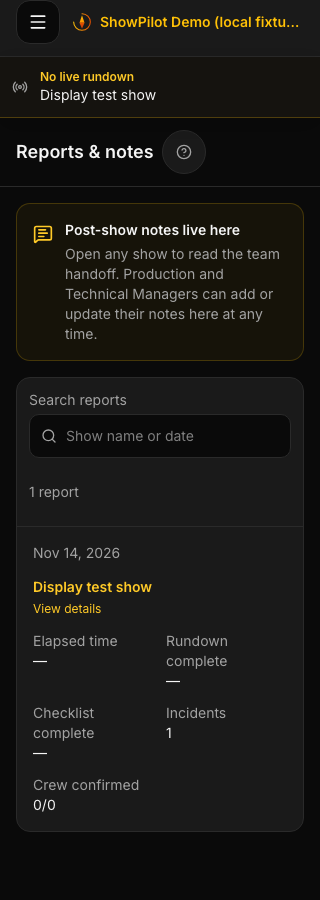 ShowPilot Demo (local fixtu...
No live rundown
Display test show
Reports & notes
Post-show notes live here
Open any show to read the team
handoff. Production and
Technical Managers can add or
update their notes here at any
time.
Search reports
Show name or date
1 report
Nov 14, 2026
Display test show
View details
Elapsed time
—
Rundown
complete
—
Checklist
complete
—
Incidents
1
Crew confirmed
0/0